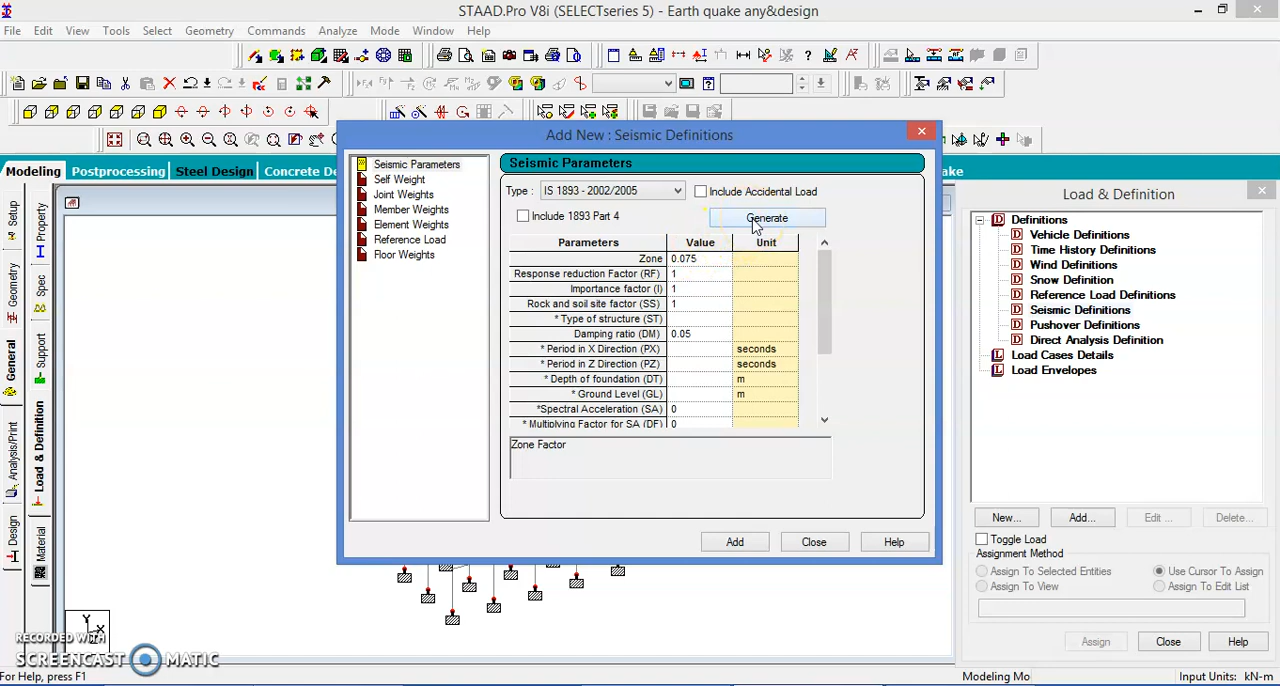 STAAD.Pro V8i (SELECTseries 5) - Earth quake any&design
File Edit View Tools Select Geometry Commands Analyze Mode Window Help
Modeling Postprocessing Steel Design Concrete De
ke
Add New : Seismic Definitions
Seismic Parameters
Self Weight
Joint Weights
Member Weights
Element Weights
Reference Load
Floor Weights
Seismic Parameters
Type : IS 1893 - 2002/2005 Include Accidental Load
Include 1893 Part 4 Generate
Parameters Value Unit
Zone 0.075
Response reduction Factor (RF) 1
Importance factor (I) 1
Rock and soil site factor (SS) 1
* Type of structure (ST)
Damping ratio (DM) 0.05
* Period in X Direction (PX) seconds
* Period in Z Direction (PZ) seconds
* Depth of foundation (DT) m
* Ground Level (GL) m
*Spectral Acceleration (SA) 0
* Multiplying Factor for SA (DF) 0
Zone Factor
Add Close Help
Load & Definition
Definitions
Vehicle Definitions
Time History Definitions
Wind Definitions
Snow Definition
Reference Load Definitions
Seismic Definitions
Pushover Definitions
Direct Analysis Definition
Load Cases Details
Load Envelopes
New... Add... Edit ... Delete...
Toggle Load
Assignment Method
Assign To Selected Entities Use Cursor To Assign
Assign To View Assign To Edit List
Assign Close Help
Setup
Geometry
General
Analysis/Print
Design
Property
Spec
Support
Load & Definition
Material
Y
X
RECORDED WITH
SCREENCAST MATIC
For Help, press F1 Modeling Mo Input Units: kN-m